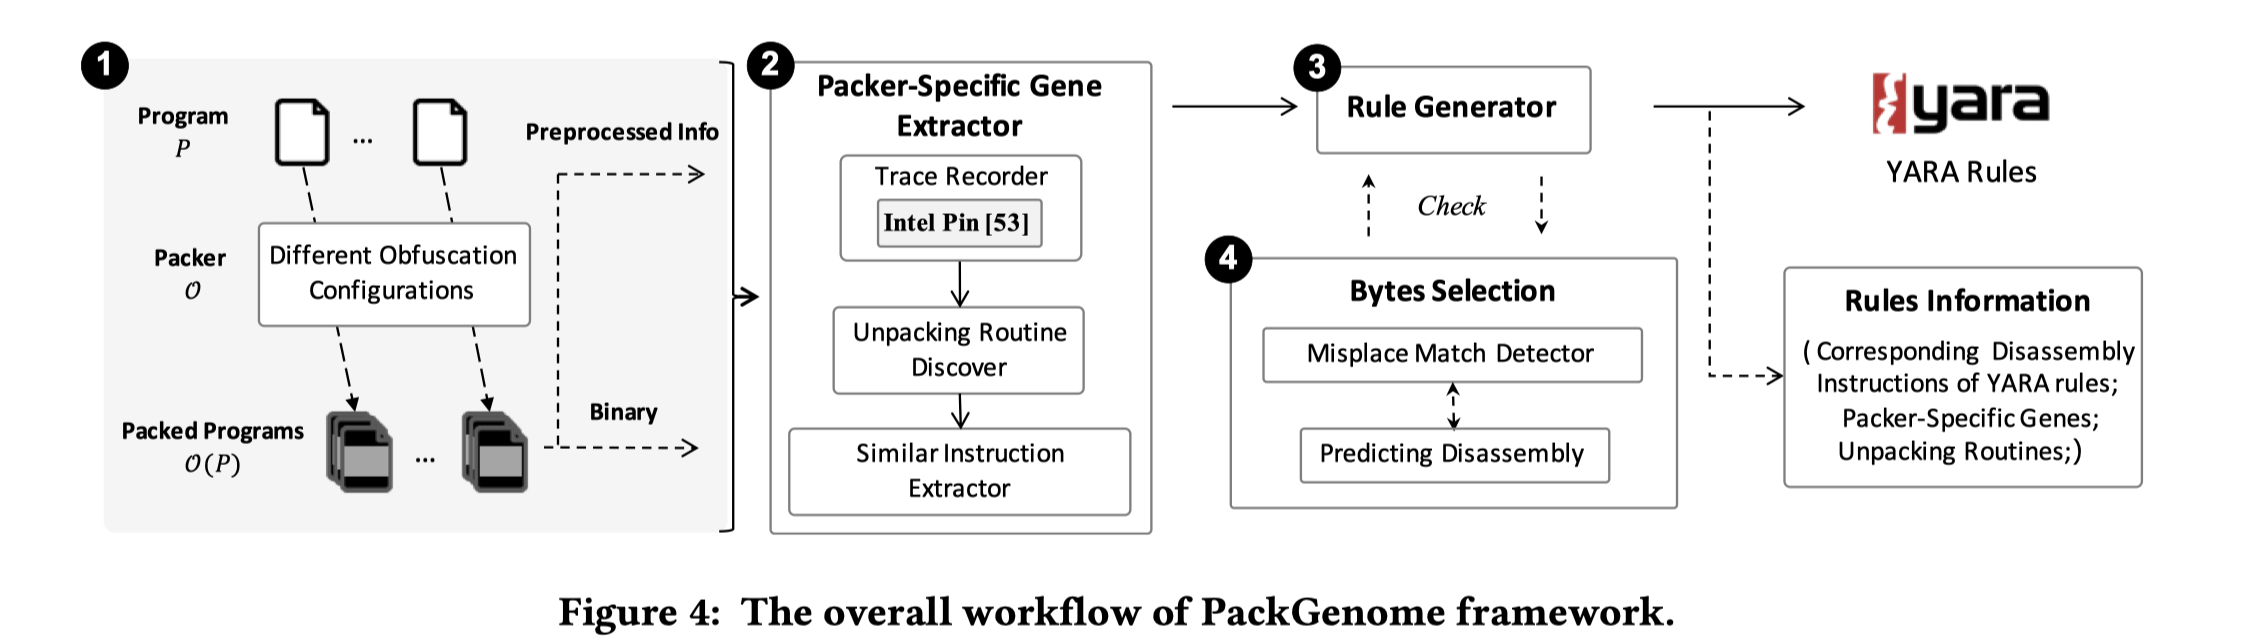 1
Program
P
...
Packer
O
Different Obfuscation
Configurations
Packed Programs
O(P)
...
Preprocessed Info
Binary
2
Packer-Specific Gene
Extractor
Trace Recorder
Intel Pin [53]
Unpacking Routine
Discover
Similar Instruction
Extractor
3
Rule Generator
Check
4
Bytes Selection
Misplace Match Detector
Predicting Disassembly
yara
YARA Rules
Rules Information
( Corresponding Disassembly
Instructions of YARA rules;
Packer-Specific Genes;
Unpacking Routines;)
Figure 4: The overall workflow of PackGenome framework.